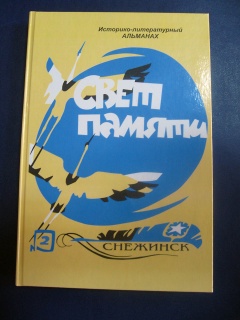 Историко-литературный
АЛЬМАНАХ
СВЕТ
ПАМЯТИ
2
СНЕЖИНСК